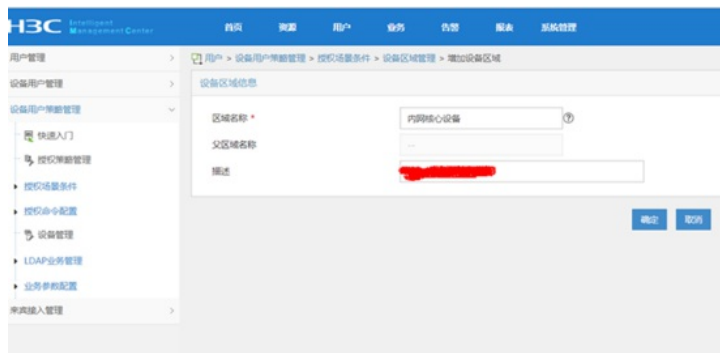 H3C Intelligent Management Center
首页 资源 用户 业务 告警 报表 系统管理
用户 > 设备用户策略管理 > 授权场景条件 > 设备区域管理 > 增加设备区域
用户管理
设备用户管理
设备用户策略管理
快速入门
授权策略管理
授权场景条件
授权命令配置
设备管理
LDAP业务管理
业务参数配置
来宾接入管理
设备区域信息
区域名称 * 内网核心设备
父区域名称 --
描述
确定 取消